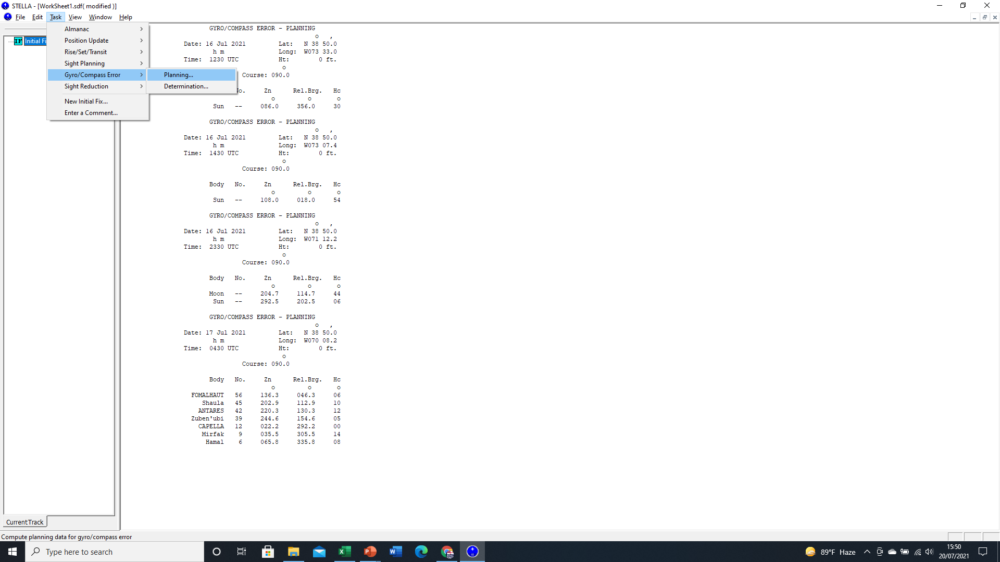 STELLA - [WorkSheet1.sdf( modified )]
File Edit Task View Window Help
Almanac
Position Update
Rise/Set/Transit
Sight Planning
Gyro/Compass Error
Sight Reduction
New Initial Fix...
Enter a Comment...
Planning...
Determination...
IF Initial Fi
GYRO/COMPASS ERROR - PLANNING
o ,
Date: 16 Jul 2021 Lat: N 38 50.0
h m Long: W073 33.0
Time: 1230 UTC Ht: 0 ft.
o
Course: 090.0
No. Zn Rel.Brg. Hc
o o o
Sun -- 086.0 356.0 30
GYRO/COMPASS ERROR - PLANNING
o ,
Date: 16 Jul 2021 Lat: N 38 50.0
h m Long: W073 07.4
Time: 1430 UTC Ht: 0 ft.
o
Course: 090.0
Body No. Zn Rel.Brg. Hc
o o o
Sun -- 108.0 018.0 54
GYRO/COMPASS ERROR - PLANNING
o ,
Date: 16 Jul 2021 Lat: N 38 50.0
h m Long: W071 12.2
Time: 2330 UTC Ht: 0 ft.
o
Course: 090.0
Body No. Zn Rel.Brg. Hc
o o o
Moon -- 204.7 114.7 44
Sun -- 292.5 202.5 06
GYRO/COMPASS ERROR - PLANNING
o ,
Date: 17 Jul 2021 Lat: N 38 50.0
h m Long: W070 08.2
Time: 0430 UTC Ht: 0 ft.
o
Course: 090.0
Body No. Zn Rel.Brg. Hc
o o o
FOMALHAUT 56 136.3 046.3 06
Shaula 45 202.9 112.9 10
ANTARES 42 220.3 130.3 12
Zuben'ubi 39 244.6 154.6 05
CAPELLA 12 022.2 292.2 00
Mirfak 9 035.5 305.5 14
Hamal 6 065.8 335.8 08
CurrentTrack
Compute planning data for gyro/compass error
Type here to search
89°F Haze
15:50
20/07/2021